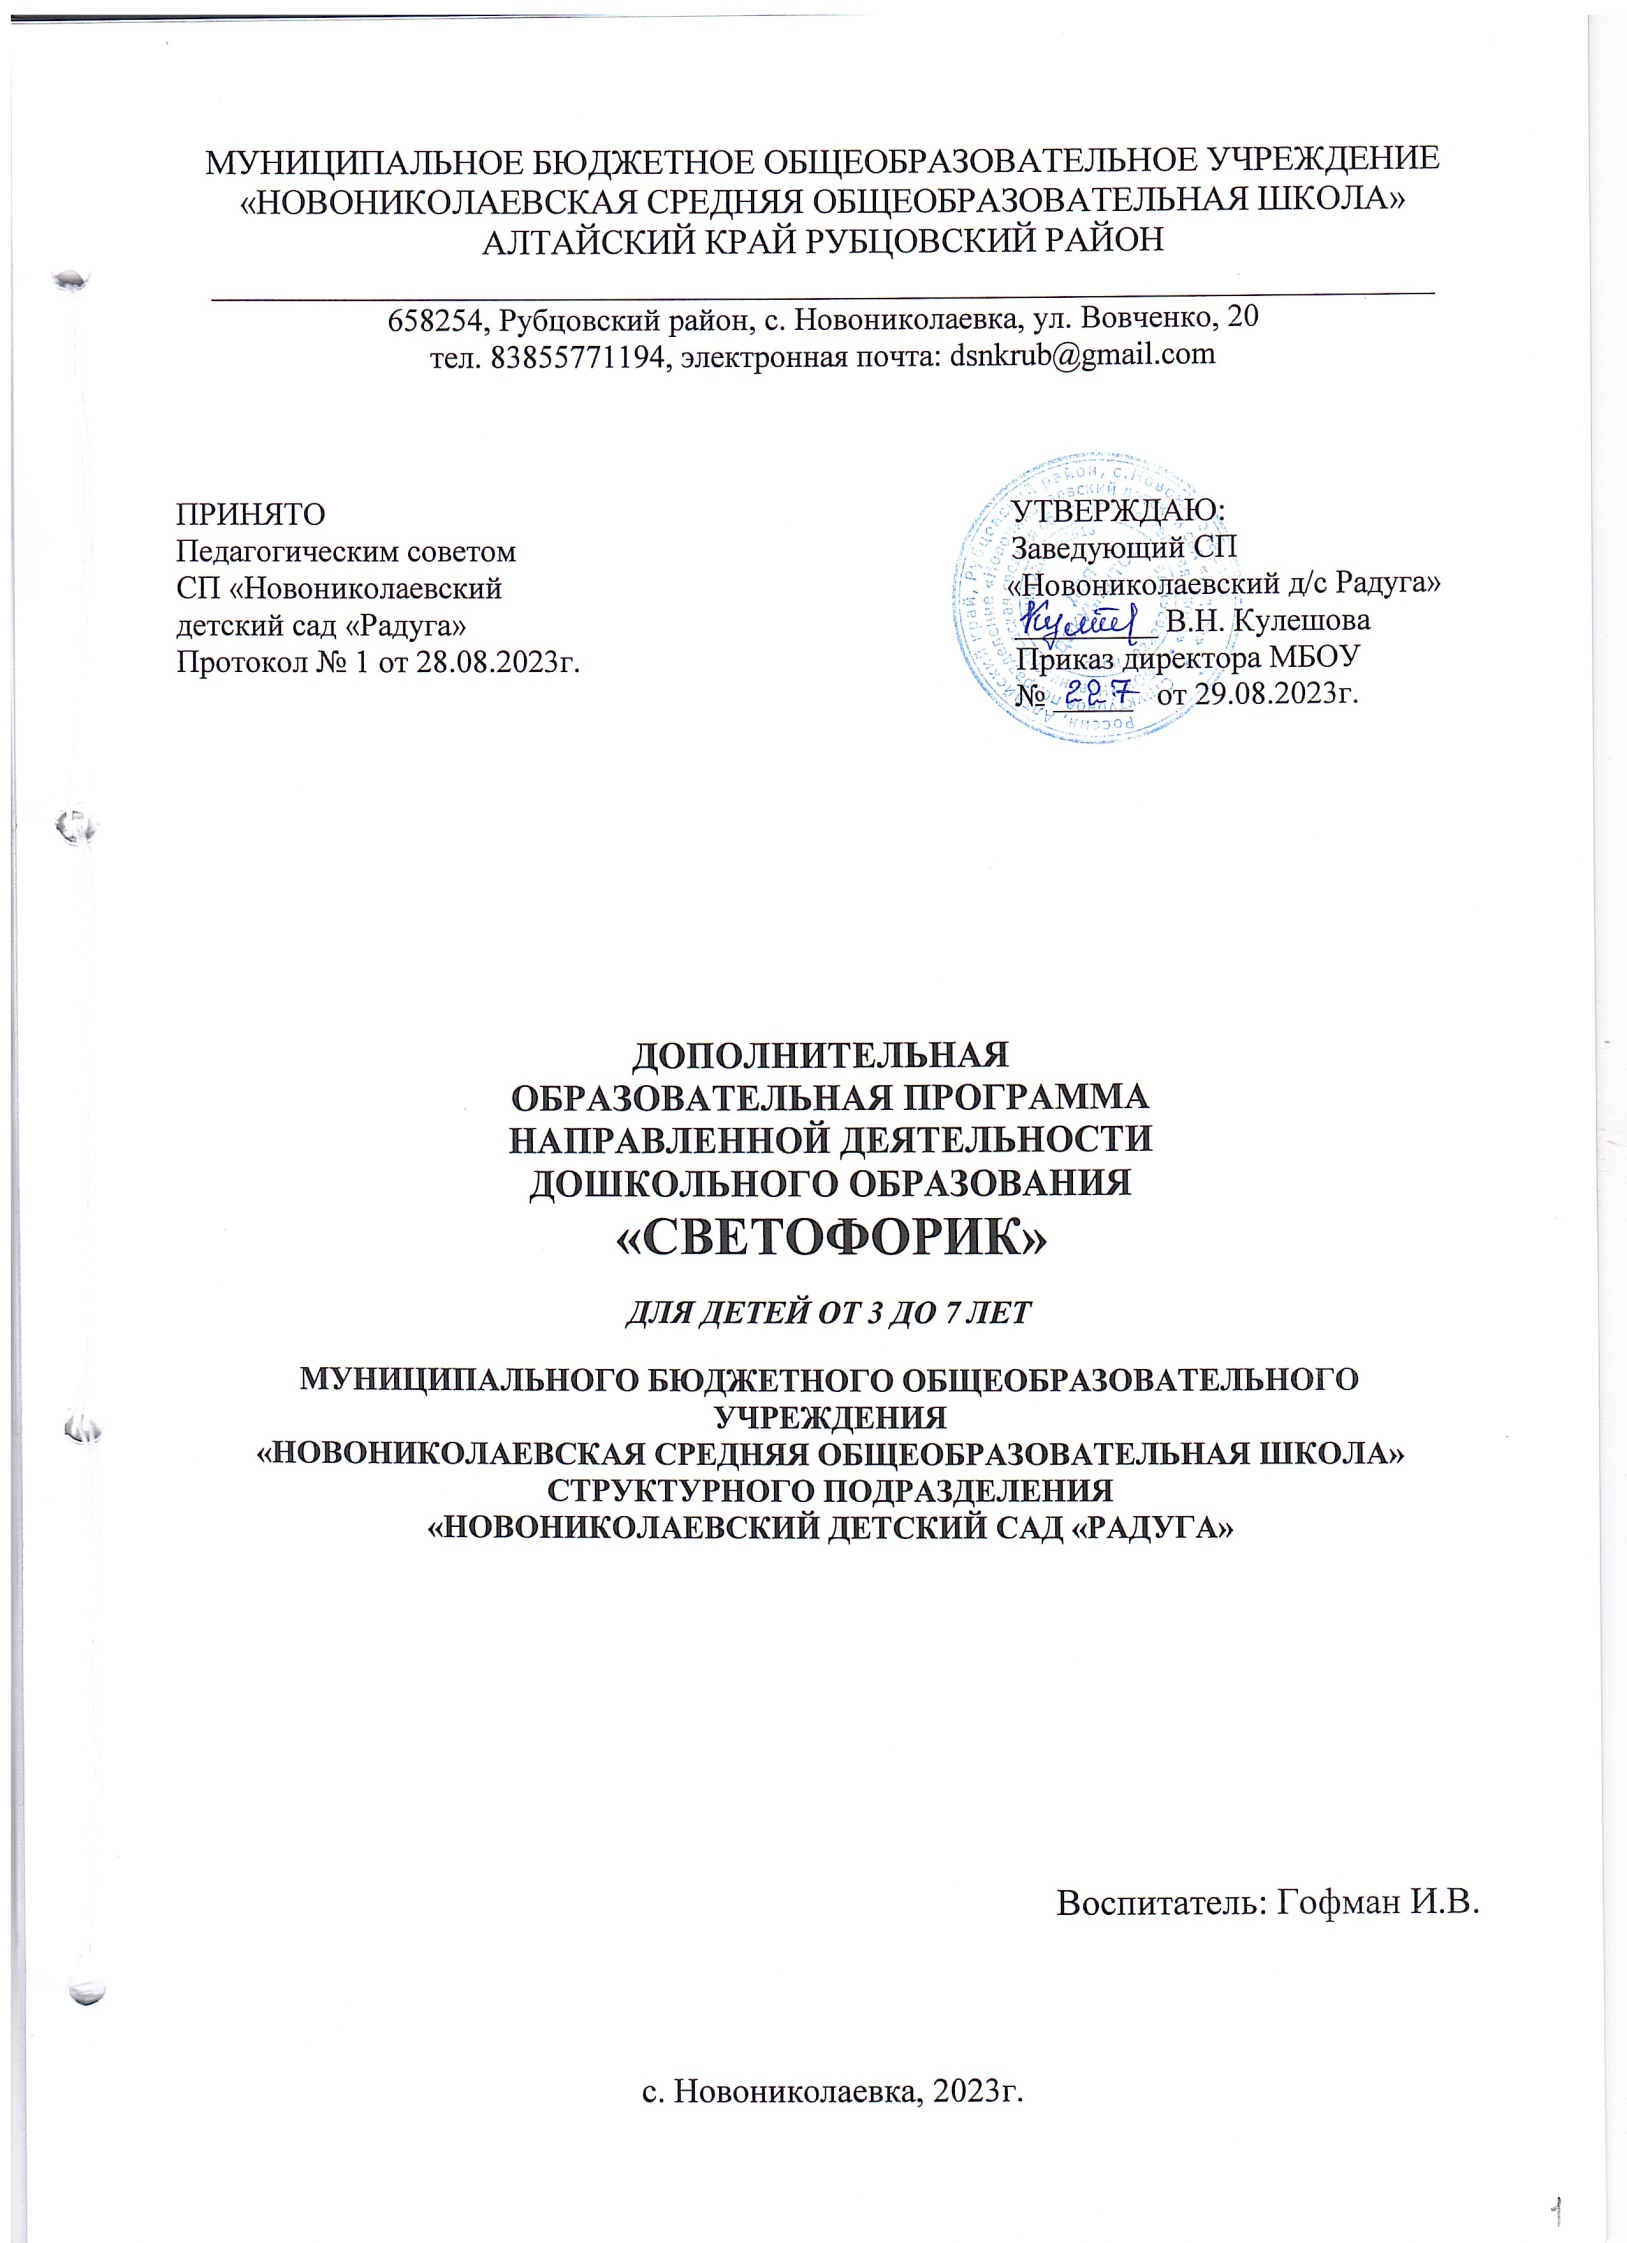 МУНИЦИПАЛЬНОЕ БЮДЖЕТНОЕ ОБЩЕОБРАЗОВАТЕЛЬНОЕ УЧРЕЖДЕНИЕ
«НОВОНИКОЛАЕВСКАЯ СРЕДНЯЯ ОБЩЕОБРАЗОВАТЕЛЬНАЯ ШКОЛА»
АЛТАЙСКИЙ КРАЙ РУБЦОВСКИЙ РАЙОН
658254, Рубцовский район, с. Новониколаевка, ул. Вовченко, 20
тел. 83855771194, электронная почта: dsnkrub@gmail.com
ПРИНЯТО
Педагогическим советом
СП «Новониколаевский
детский сад «Радуга»
Протокол № 1 от 28.08.2023г.
УТВЕРЖДАЮ:
Заведующий СП
«Новониколаевский д/с Радуга»
В.Н. Кулешова
Приказ директора МБОУ
№ 227 от 29.08.2023г.
ДОПОЛНИТЕЛЬНАЯ
ОБРАЗОВАТЕЛЬНАЯ ПРОГРАММА
НАПРАВЛЕННОЙ ДЕЯТЕЛЬНОСТИ
ДОШКОЛЬНОГО ОБРАЗОВАНИЯ
«СВЕТОФОРИК»
ДЛЯ ДЕТЕЙ ОТ 3 ДО 7 ЛЕТ
МУНИЦИПАЛЬНОГО БЮДЖЕТНОГО ОБЩЕОБРАЗОВАТЕЛЬНОГО
УЧРЕЖДЕНИЯ
«НОВОНИКОЛАЕВСКАЯ СРЕДНЯЯ ОБЩЕОБРАЗОВАТЕЛЬНАЯ ШКОЛА»
СТРУКТУРНОГО ПОДРАЗДЕЛЕНИЯ
«НОВОНИКОЛАЕВСКИЙ ДЕТСКИЙ САД «РАДУГА»
Воспитатель: Гофман И.В.
с. Новониколаевка, 2023г.
1